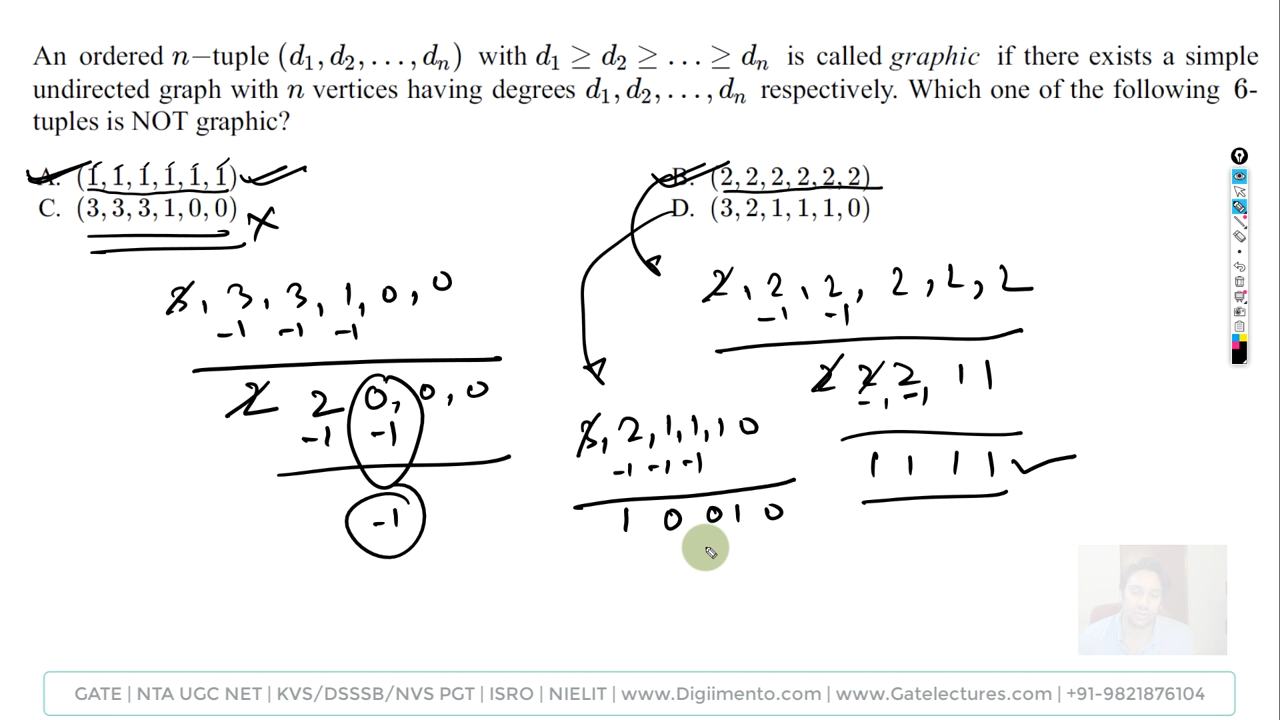 An ordered n−tuple (d₁, d₂, . . . , dₙ) with d₁ ≥ d₂ ≥ . . . ≥ dₙ is called graphic if there exists a simple
undirected graph with n vertices having degrees d₁, d₂, . . . , dₙ respectively. Which one of the following 6-
tuples is NOT graphic?
A. (1, 1, 1, 1, 1, 1)
B. (2, 2, 2, 2, 2, 2)
C. (3, 3, 3, 1, 0, 0)
D. (3, 2, 1, 1, 1, 0)
3, 3, 3, 1, 0, 0
-1 -1 -1
2 2 0, 0, 0
-1 -1
-1
2, 2, 2, 2, 2, 2
-1 -1
2 2 2, 1 1
-1 -1
1 1 1 1
3, 2, 1, 1, 1 0
-1 -1 -1
1 0 0 1 0
GATE | NTA UGC NET | KVS/DSSSB/NVS PGT | ISRO | NIELIT | www.Digiimento.com | www.Gatelectures.com | +91-9821876104